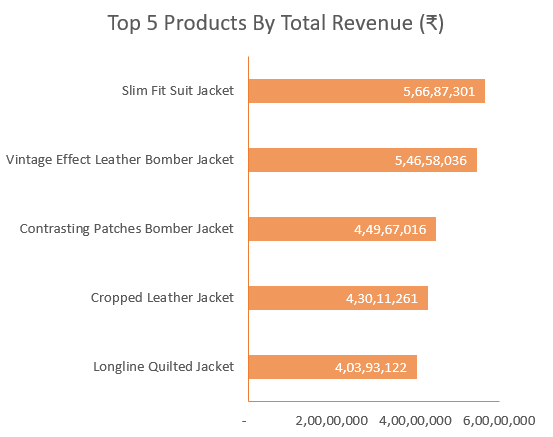 Top 5 Products By Total Revenue (₹)
Slim Fit Suit Jacket 5,66,87,301
Vintage Effect Leather Bomber Jacket 5,46,58,036
Contrasting Patches Bomber Jacket 4,49,67,016
Cropped Leather Jacket 4,30,11,261
Longline Quilted Jacket 4,03,93,122
- 2,00,00,000 4,00,00,000 6,00,00,000